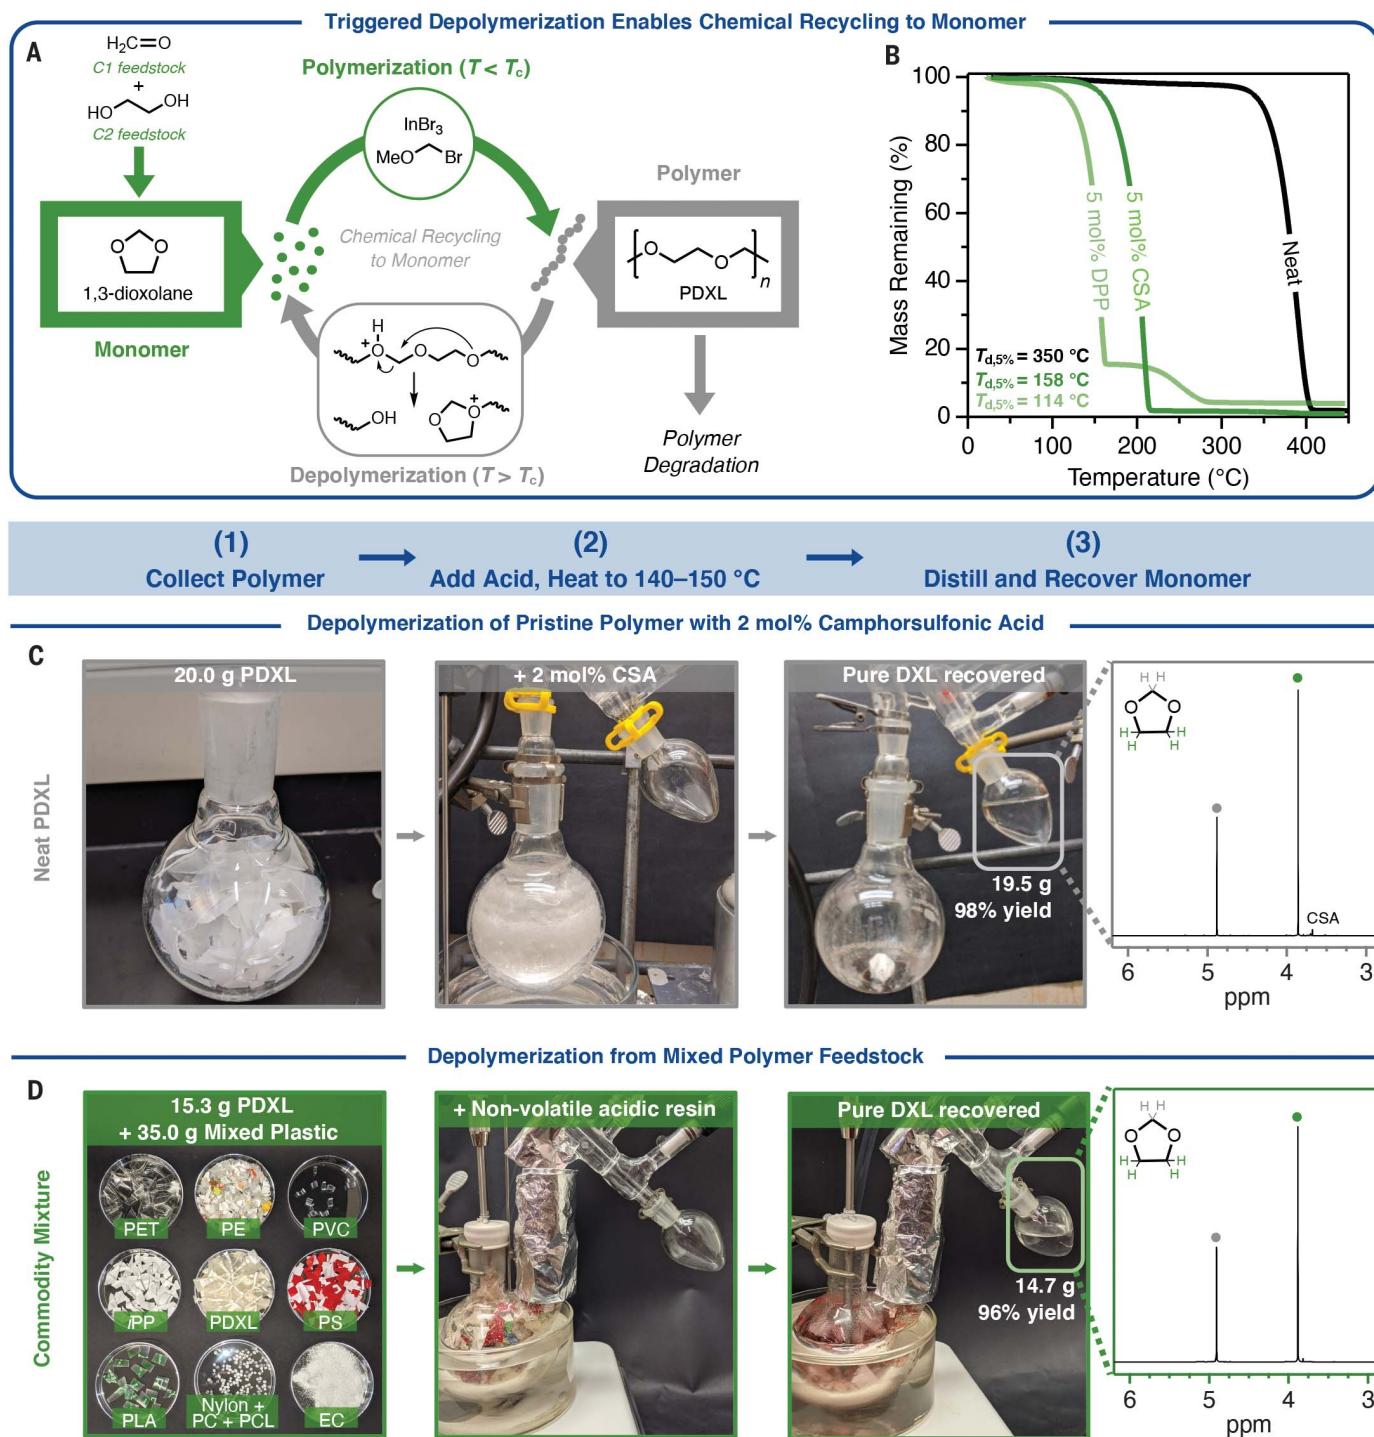 Triggered Depolymerization Enables Chemical Recycling to Monomer
A
H₂C=O
C1 feedstock
+
HO OH
C2 feedstock
O O
1,3-dioxolane
Monomer
Polymerization (T < Tc)
InBr₃
MeO Br
Chemical Recycling
to Monomer
H
+
O O O
OH O O +
Depolymerization (T > Tc)
Polymer
O O n
PDXL
Polymer
Degradation
B
Mass Remaining (%)
100
80
60
40
20
0
5 mol% DPP
5 mol% CSA
Neat
Td,5% = 350 °C
Td,5% = 158 °C
Td,5% = 114 °C
0 100 200 300 400
Temperature (°C)
(1)
Collect Polymer
(2)
Add Acid, Heat to 140–150 °C
(3)
Distill and Recover Monomer
Depolymerization of Pristine Polymer with 2 mol% Camphorsulfonic Acid
C
Neat PDXL
20.0 g PDXL
+ 2 mol% CSA
Pure DXL recovered
19.5 g
98% yield
H H
O O
H H
H H
CSA
6 5 4 3
ppm
Depolymerization from Mixed Polymer Feedstock
D
Commodity Mixture
15.3 g PDXL
+ 35.0 g Mixed Plastic
PET PE PVC
iPP PDXL PS
PLA
Nylon +
PC + PCL
EC
+ Non-volatile acidic resin
Pure DXL recovered
14.7 g
96% yield
H H
O O
H H
H H
6 5 4 3
ppm